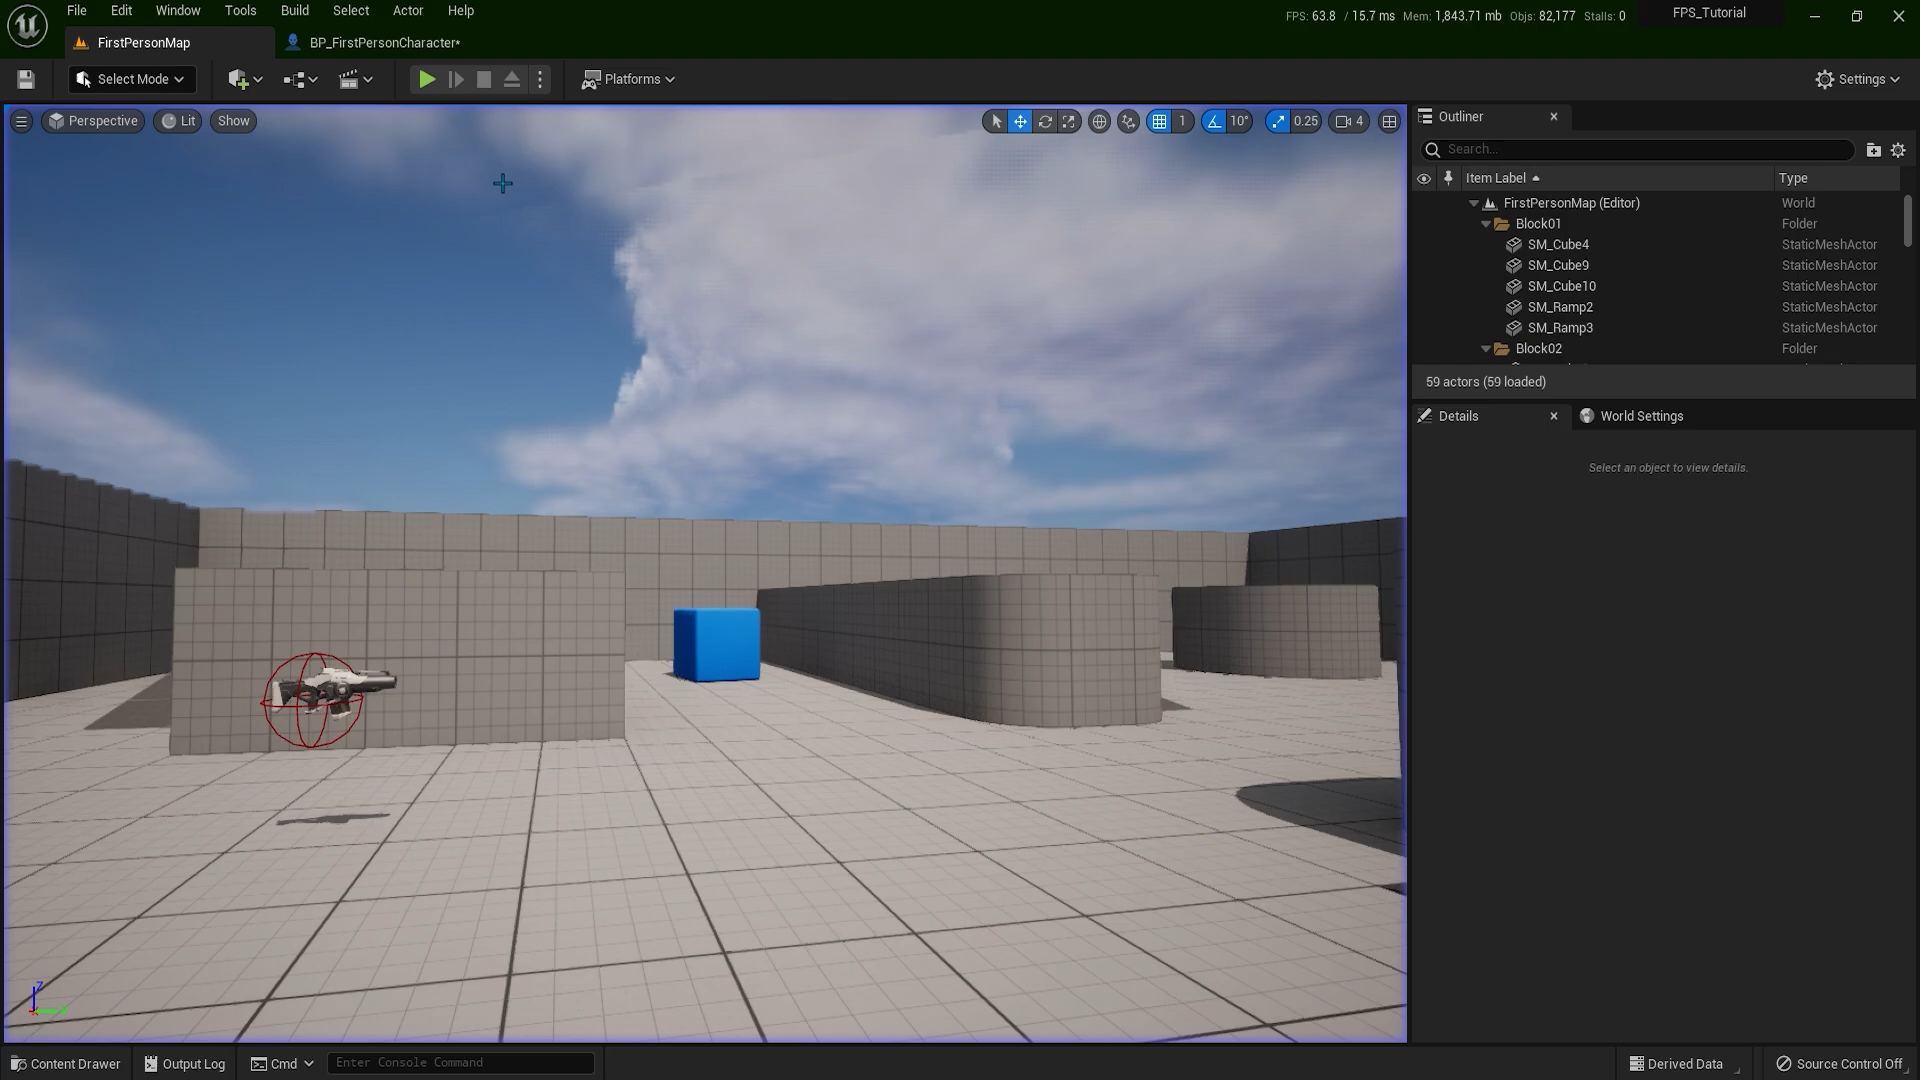 File Edit Window Tools Build Select Actor Help
FPS: 63.8 / 15.7 ms Mem: 1,843.71 mb Objs: 82,177 Stalls: 0
FPS_Tutorial
FirstPersonMap
BP_FirstPersonCharacter*
Select Mode
Platforms
Settings
Perspective
Lit
Show
1
10°
0.25
4
Outliner
Search...
Item Label
Type
FirstPersonMap (Editor) World
Block01 Folder
SM_Cube4 StaticMeshActor
SM_Cube9 StaticMeshActor
SM_Cube10 StaticMeshActor
SM_Ramp2 StaticMeshActor
SM_Ramp3 StaticMeshActor
Block02 Folder
59 actors (59 loaded)
Details
World Settings
Select an object to view details.
Z
Content Drawer
Output Log
Cmd
Enter Console Command
Derived Data
Source Control Off